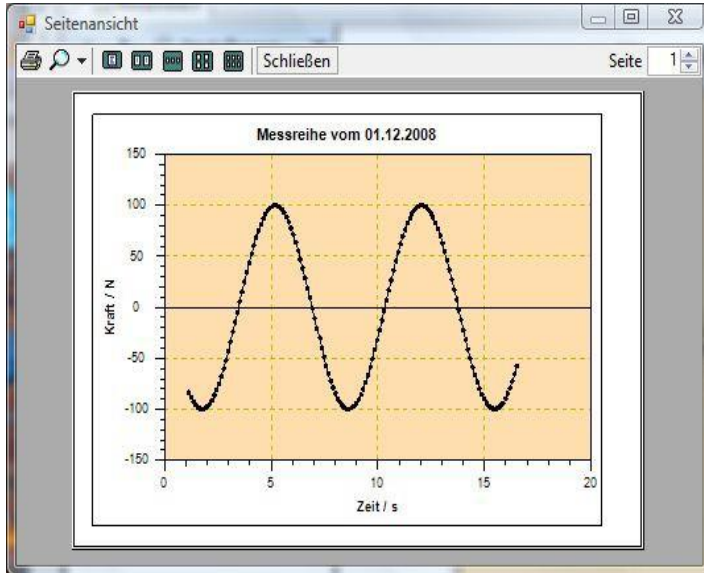 Seitenansicht
Schließen
Seite 1
Messreihe vom 01.12.2008
Kraft / N
150
100
50
0
-50
-100
-150
0 5 10 15 20
Zeit / s